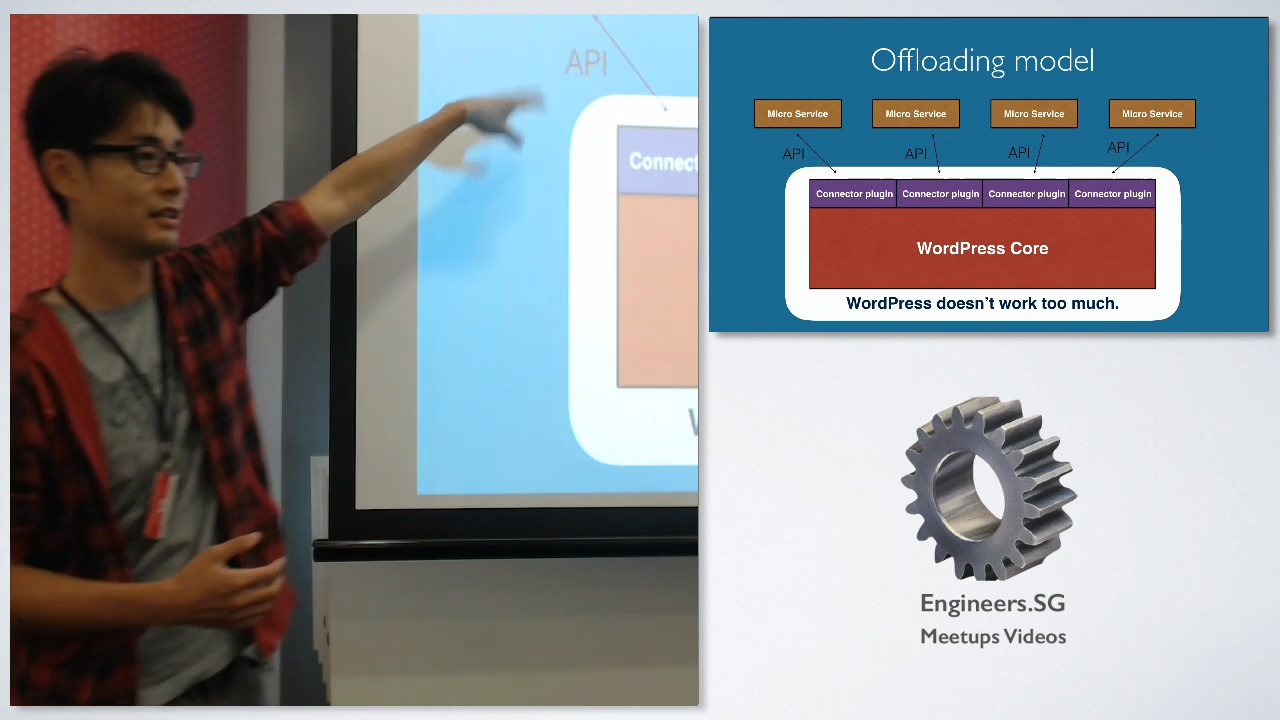 API
Connec
Offloading model
Micro Service
Micro Service
Micro Service
Micro Service
API
API
API
API
Connector plugin
Connector plugin
Connector plugin
Connector plugin
WordPress Core
WordPress doesn't work too much.
Engineers.SG
Meetups Videos